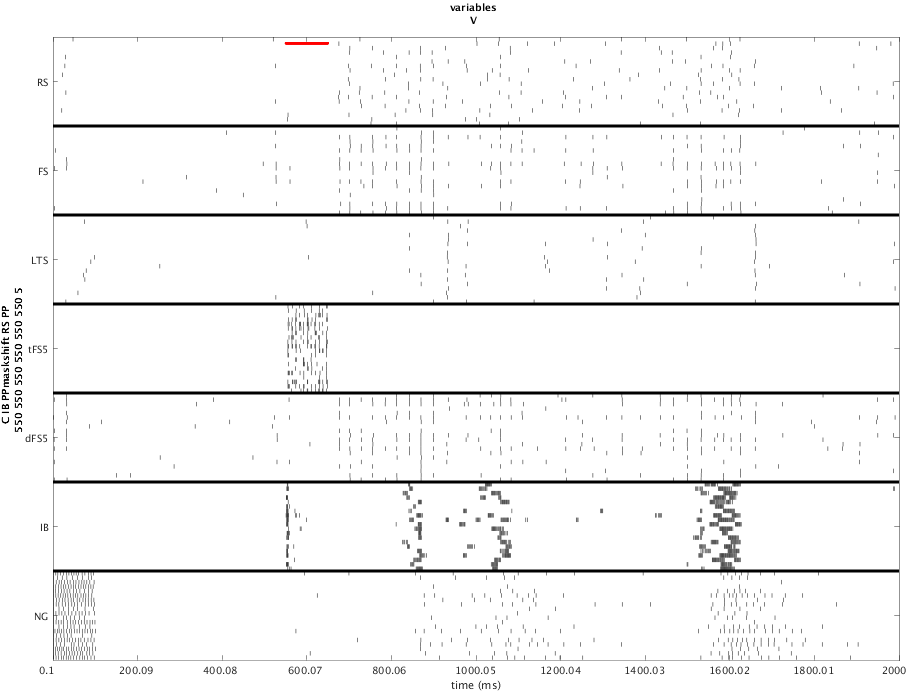 variables
V
RS
FS
LTS
tFS5
dFS5
IB
NG
C IB PPmaskshift RS PP
550 550 550 550 550 550 5
0.1 200.09 400.08 600.07 800.06 1000.05 1200.04 1400.03 1600.02 1800.01 2000
time (ms)